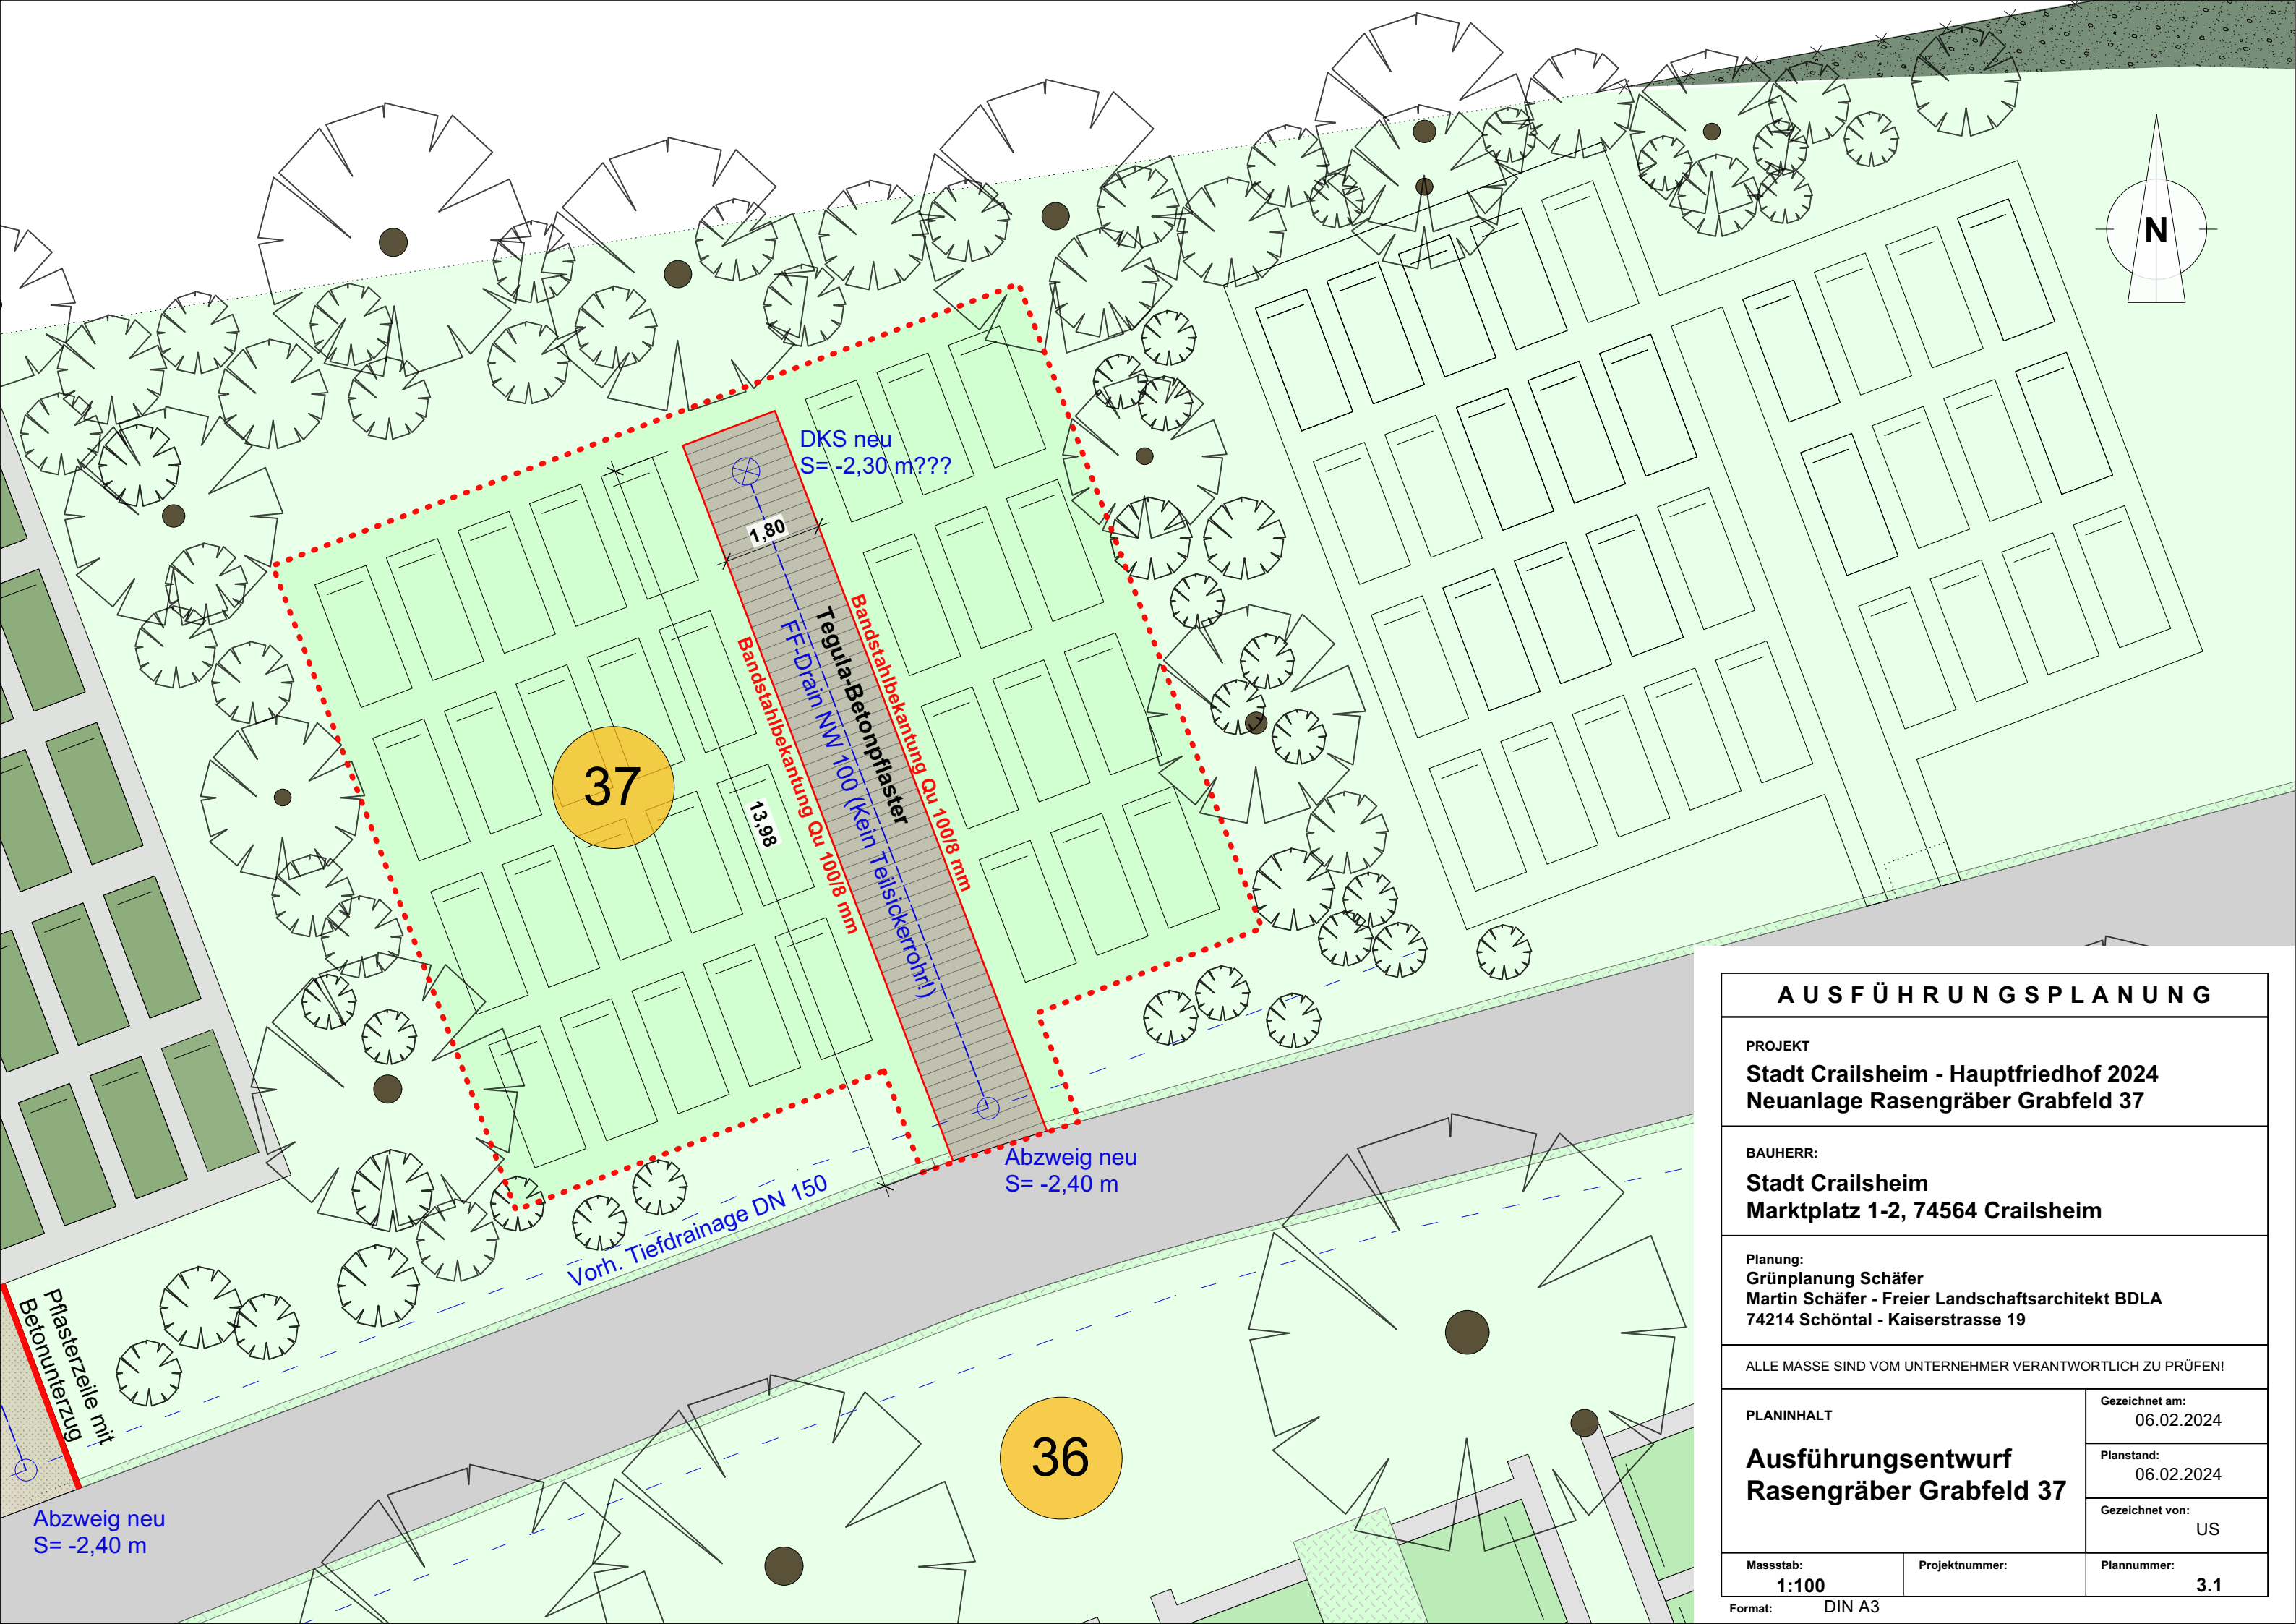 N
DKS neu
S= -2,30 m???
1,80
Tegula-Betonpflaster
Bandstahlbekantung Qu 100/8 mm
FF-Drain NW 100 (Kein Teilsickerrohr!)
Bandstahlbekantung Qu 100/8 mm
37
13,98
Abzweig neu
S= -2,40 m
Vorh. Tiefdrainage DN 150
Pflasterzeile mit
Betonunterzug
36
Abzweig neu
S= -2,40 m
AUSFÜHRUNGSPLANUNG
PROJEKT
Stadt Crailsheim - Hauptfriedhof 2024
Neuanlage Rasengräber Grabfeld 37
BAUHERR:
Stadt Crailsheim
Marktplatz 1-2, 74564 Crailsheim
Planung:
Grünplanung Schäfer
Martin Schäfer - Freier Landschaftsarchitekt BDLA
74214 Schöntal - Kaiserstrasse 19
ALLE MASSE SIND VOM UNTERNEHMER VERANTWORTLICH ZU PRÜFEN!
PLANINHALT
Ausführungsentwurf
Rasengräber Grabfeld 37
Gezeichnet am:
06.02.2024
Planstand:
06.02.2024
Gezeichnet von:
US
Massstab:
1:100
Projektnummer:
Plannummer:
3.1
Format: DIN A3